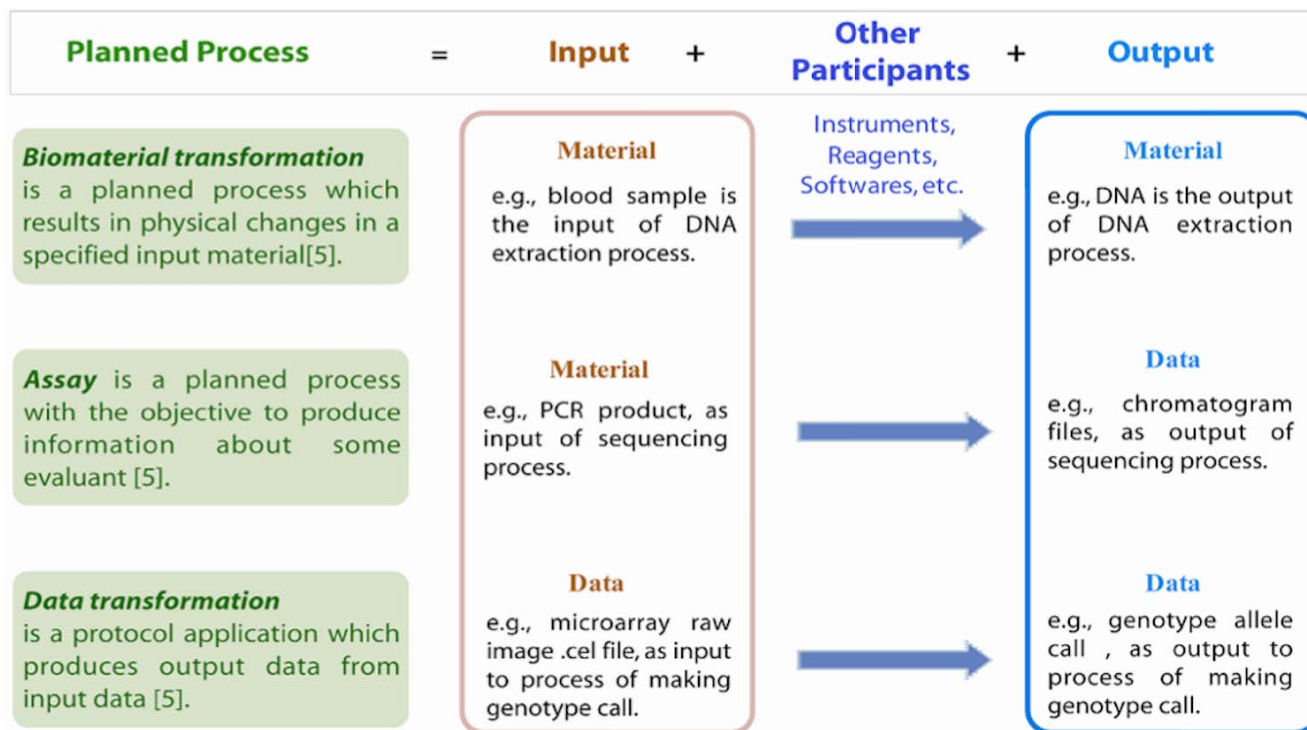 Planned Process = Input + Other Participants + Output
Biomaterial transformation
is a planned process which
results in physical changes in a
specified input material[5].
Material
e.g., blood sample is
the input of DNA
extraction process.
Instruments,
Reagents,
Softwares, etc.
Material
e.g., DNA is the output
of DNA extraction
process.
Assay is a planned process
with the objective to produce
information about some
evaluant [5].
Material
e.g., PCR product, as
input of sequencing
process.
Data
e.g., chromatogram
files, as output of
sequencing process.
Data transformation
is a protocol application which
produces output data from
input data [5].
Data
e.g., microarray raw
image .cel file, as input
to process of making
genotype call.
Data
e.g., genotype allele
call , as output to
process of making
genotype call.